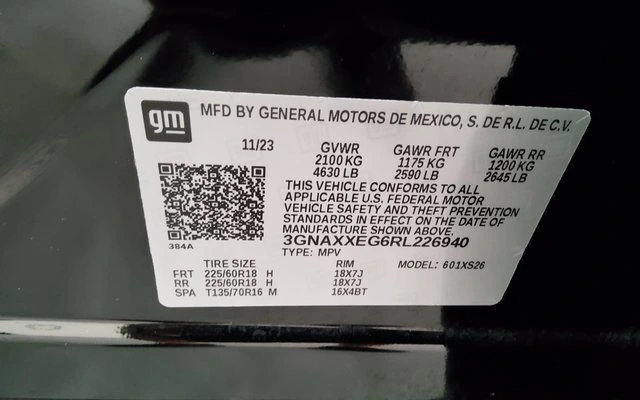 gm
MFD BY GENERAL MOTORS DE MEXICO, S. DE R.L. DE C.V.
11/23 GVWR GAWR FRT GAWR RR
2100 KG 1175 KG 1200 KG
4630 LB 2590 LB 2645 LB
THIS VEHICLE CONFORMS TO ALL
APPLICABLE U.S. FEDERAL MOTOR
VEHICLE SAFETY AND THEFT PREVENTION
STANDARDS IN EFFECT ON THE DATE OF
MANUFACTURE SHOWN ABOVE.
384A
3GNAXXEG6RL226940
TYPE: MPV MODEL: 601XS26
TIRE SIZE RIM
FRT 225/60R18 H 18X7J
RR 225/60R18 H 18X7J
SPA T135/70R16 M 16X4BT